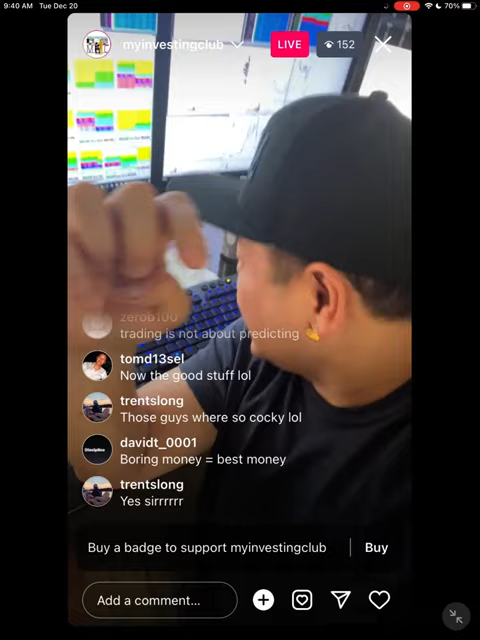 9:40 AM Tue Dec 20
70%
myinvestingclub
LIVE
152
zerob100
trading is not about predicting
tomd13sel
Now the good stuff lol
trentslong
Those guys where so cocky lol
davidt_0001
Boring money = best money
trentslong
Yes sirrrrrr
Buy a badge to support myinvestingclub
Buy
Add a comment...